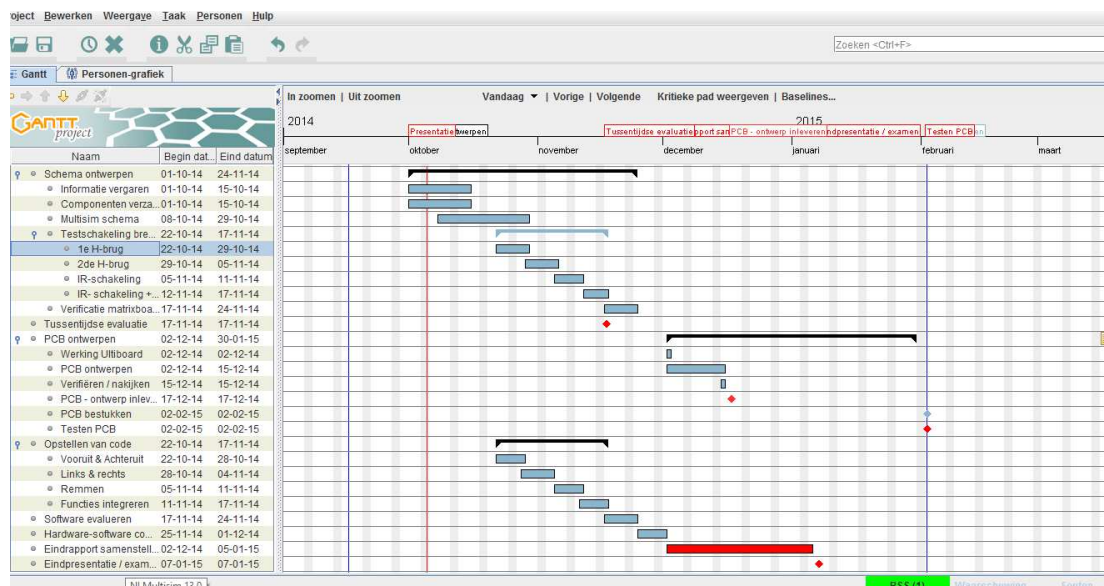 oject Bewerken Weergave Taak Personen Hulp
Zoeken <Ctrl+F>
Gantt Personen-grafiek
In zoomen | Uit zoomen Vandaag | Vorige | Volgende Kritieke pad weergeven | Baselines...
GANTT project
2014 2015
Presentatie twerpen Tussentijdse evaluatie pport sam PCB - ontwerp inleveren ndpresentatie / examen Testen PCB en
september oktober november december januari februari maart
Naam Begin dat... Eind datum
Schema ontwerpen 01-10-14 24-11-14
Informatie vergaren 01-10-14 15-10-14
Componenten verza... 01-10-14 15-10-14
Multisim schema 08-10-14 29-10-14
Testschakeling bre... 22-10-14 17-11-14
1e H-brug 22-10-14 29-10-14
2de H-brug 29-10-14 05-11-14
IR-schakeling 05-11-14 11-11-14
IR- schakeling +... 12-11-14 17-11-14
Verificatie matrixboa... 17-11-14 24-11-14
Tussentijdse evaluatie 17-11-14 17-11-14
PCB ontwerpen 02-12-14 30-01-15
Werking Ultiboard 02-12-14 02-12-14
PCB ontwerpen 02-12-14 15-12-14
Verifiëren / nakijken 15-12-14 15-12-14
PCB - ontwerp inlev... 17-12-14 17-12-14
PCB bestukken 02-02-15 02-02-15
Testen PCB 02-02-15 02-02-15
Opstellen van code 22-10-14 17-11-14
Vooruit & Achteruit 22-10-14 28-10-14
Links & rechts 28-10-14 04-11-14
Remmen 05-11-14 11-11-14
Functies integreren 11-11-14 17-11-14
Software evalueren 17-11-14 24-11-14
Hardware-software co... 25-11-14 01-12-14
Eindrapport samenstell... 02-12-14 05-01-15
Eindpresentatie / exam... 07-01-15 07-01-15
NI Multisim 13.0